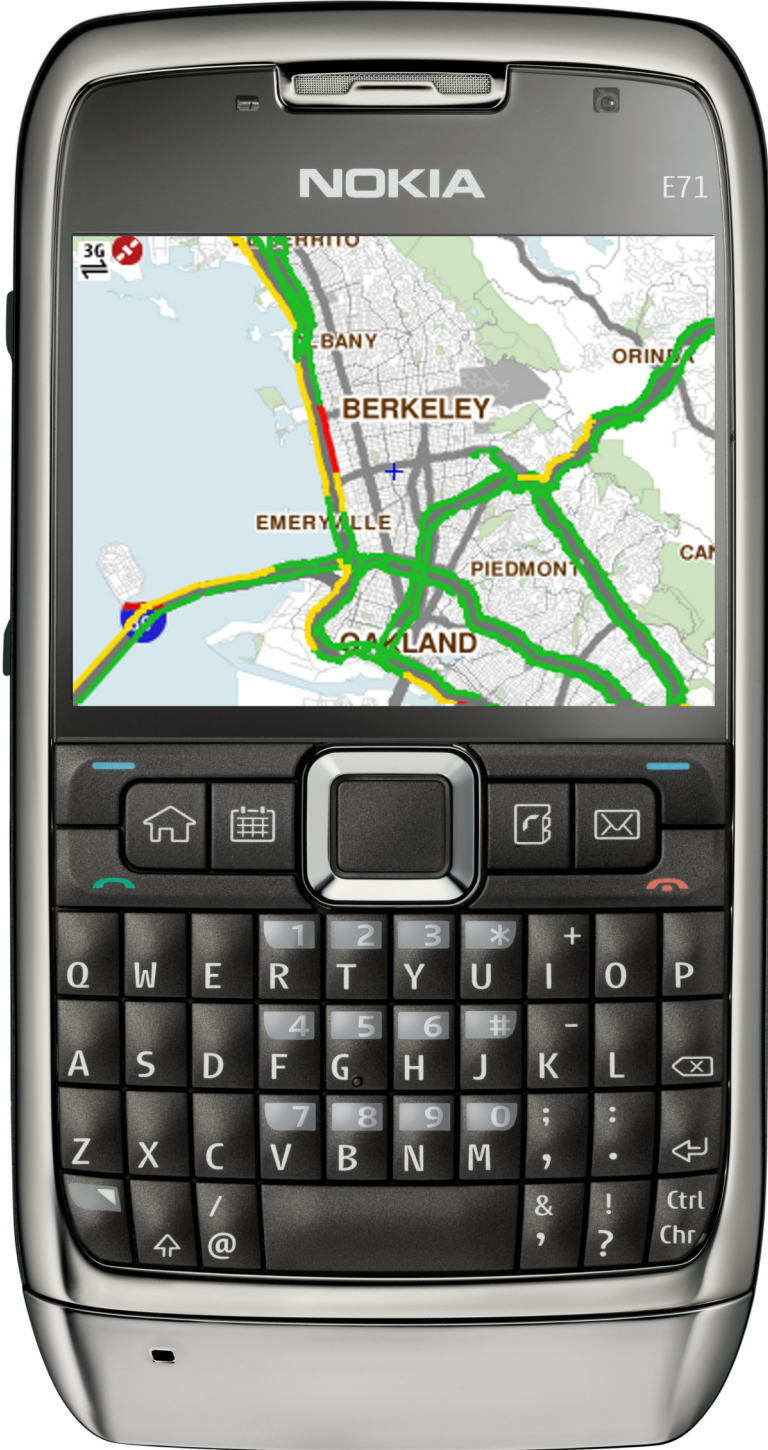 NOKIA
E71
3G
BANY
ORINDA
BERKELEY
EMERYVILLE
PIEDMONT
CAN
OAKLAND
1 2 3 * +
Q W E R T Y U I O P
4 5 6 # -
A S D F G H J K L
7 8 9 0 ; :
Z X C V B N M , .
/ & ! Ctrl
@ ' ? Chr